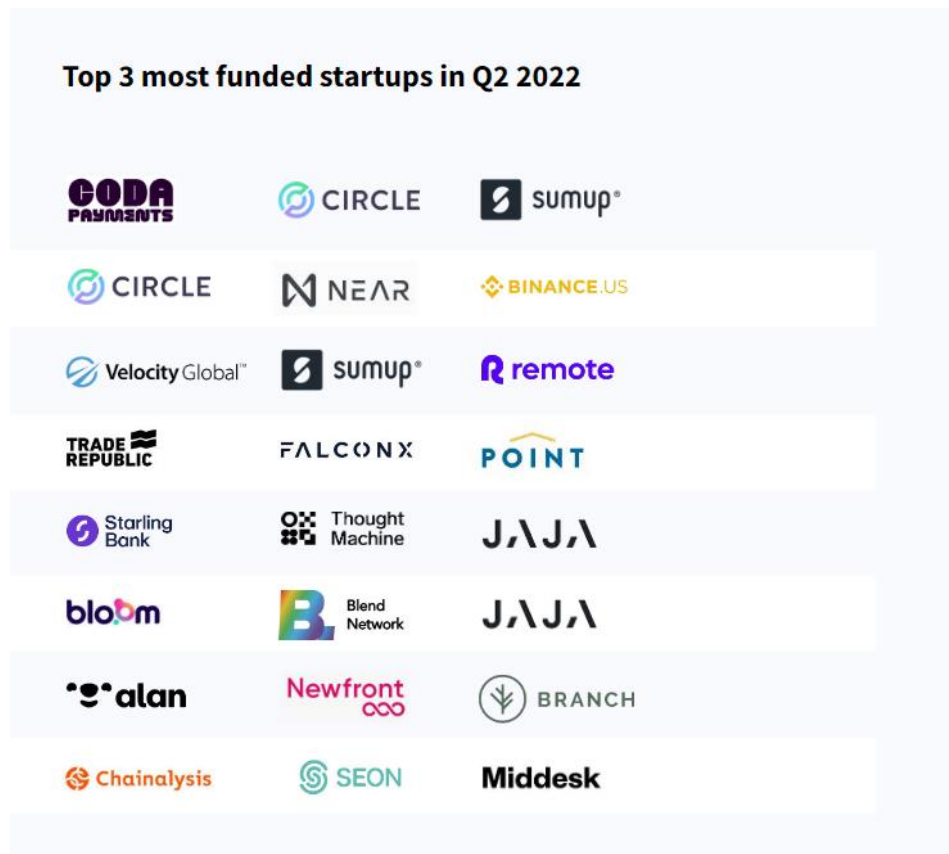 Top 3 most funded startups in Q2 2022
CODA
PAYMENTS
CIRCLE
sumup®
CIRCLE
NEAR
BINANCE.US
Velocity Global™
sumup®
remote
TRADE
REPUBLIC
FALCONX
POINT
Starling
Bank
Thought
Machine
JAJA
bloom
B.
Blend
Network
JAJA
alan
Newfront
BRANCH
Chainalysis
SEON
Middesk